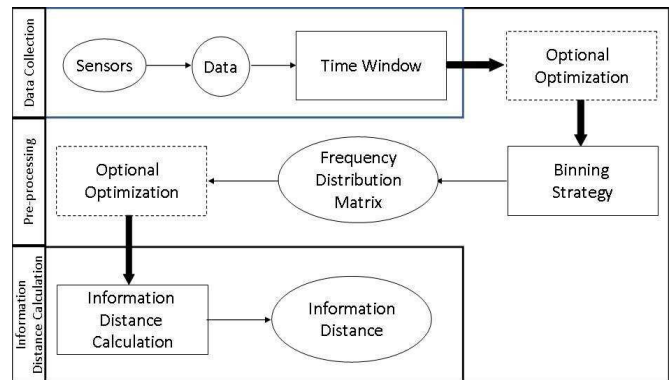 Data Collection
Sensors
Data
Time Window
Optional
Optimization
Pre-processing
Optional
Optimization
Frequency
Distribution
Matrix
Binning
Strategy
Information
Distance Calculation
Information
Distance
Calculation
Information
Distance